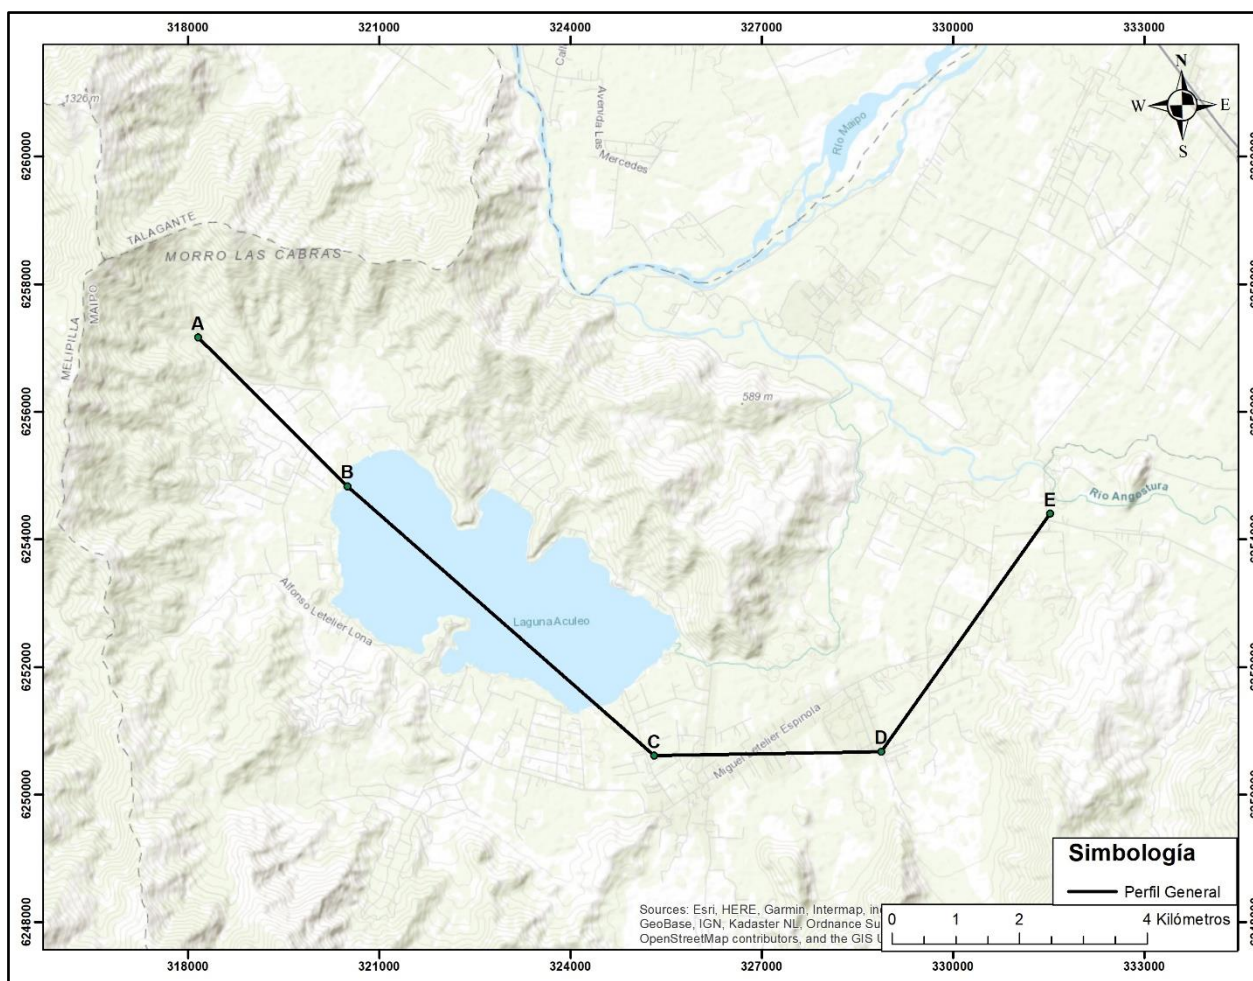 318000 321000 324000 327000 330000 333000
N
W E
S
1326 m
Avenida Las
Mercedes
Río Maipo
6260000
TALAGANTE
MORRO LAS CABRAS
MELIPILLA
MAIPO
6258000
A
589 m
6256000
B
E
Río Angostura
6254000
Alfonso Letelier Lona
Laguna Aculeo
6252000
C
D
Miguel Letelier Espinola
6250000
Simbología
Perfil General
Sources: Esri, HERE, Garmin, Intermap,
GeoBase, IGN, Kadaster NL, Ordnance
OpenStreetMap contributors, and the GIS
0 1 2 4 Kilómetros
6248000
318000 321000 324000 327000 330000 333000